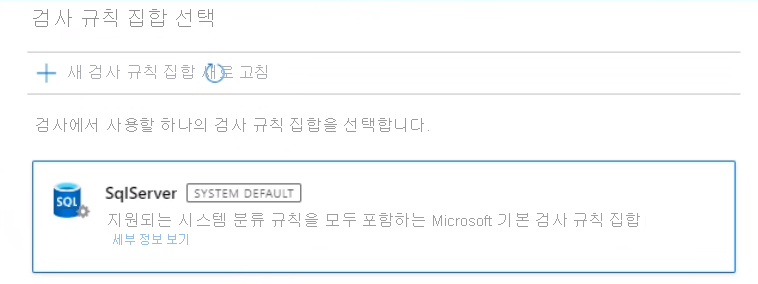 검사 규칙 집합 선택
새 검사 규칙 집합 새로 고침
검사에서 사용할 하나의 검사 규칙 집합을 선택합니다.
SQL SqlServer SYSTEM DEFAULT
지원되는 시스템 분류 규칙을 모두 포함하는 Microsoft 기본 검사 규칙 집합
세부 정보 보기